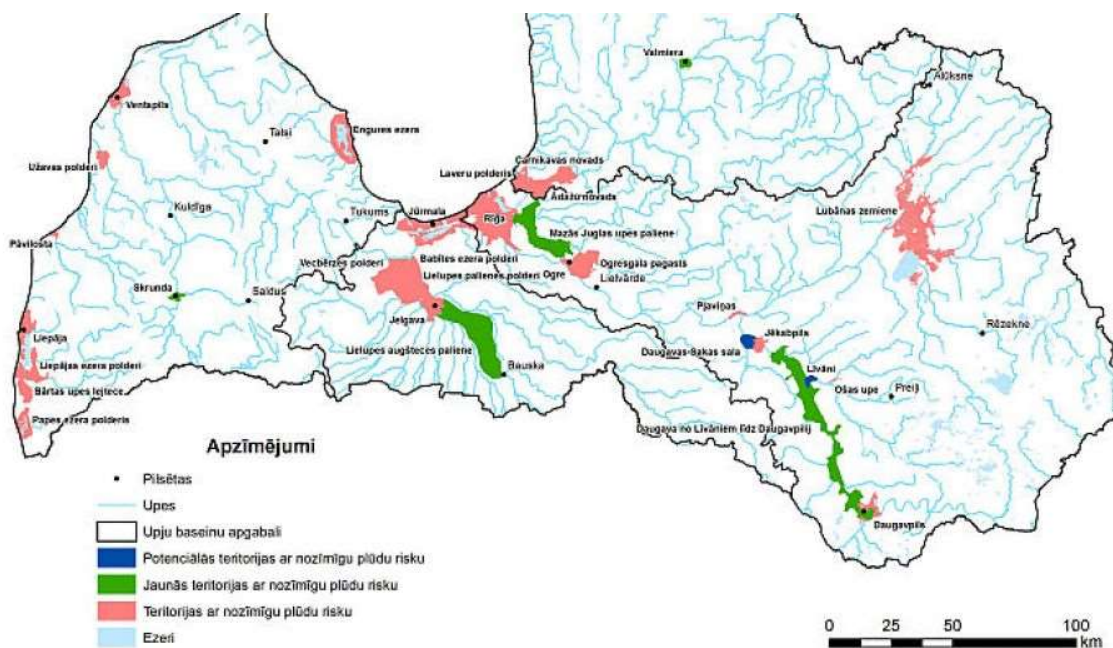 Valmiera
Alūksne
Ventspils
Talsi
Engures ezers
Užavas polderi
Carnikavas novads
Laveru polderis
Ādažu novads
Kuldīga
Tukums
Jūrmala
Rīga
Lubānas zemiene
Mazās Juglas upes paliene
Pāvilosta
Vecbērzes polderi
Babītes ezera polderi
Lielupes palienes polderi
Ogre
Ogresgala pagasts
Lielvārde
Skrunda
Saldus
Jelgava
Pļaviņas
Rēzekne
Liepāja
Jēkabpils
Daugavas-Sakas sala
Lielupes augšteces paliene
Liepājas ezera polderi
Bauska
Līvāni
Ošas upe
Preiļi
Bārtas upes ietece
Papes ezera polderis
Daugava no Līvāniem līdz Daugavpilij
Daugavpils
Apzīmējumi
Pilsētas
Upes
Upju baseinu apgabali
Potenciālās teritorijas ar nozīmīgu plūdu risku
Jaunās teritorijas ar nozīmīgu plūdu risku
Teritorijas ar nozīmīgu plūdu risku
Ezeri
0 25 50 100
km